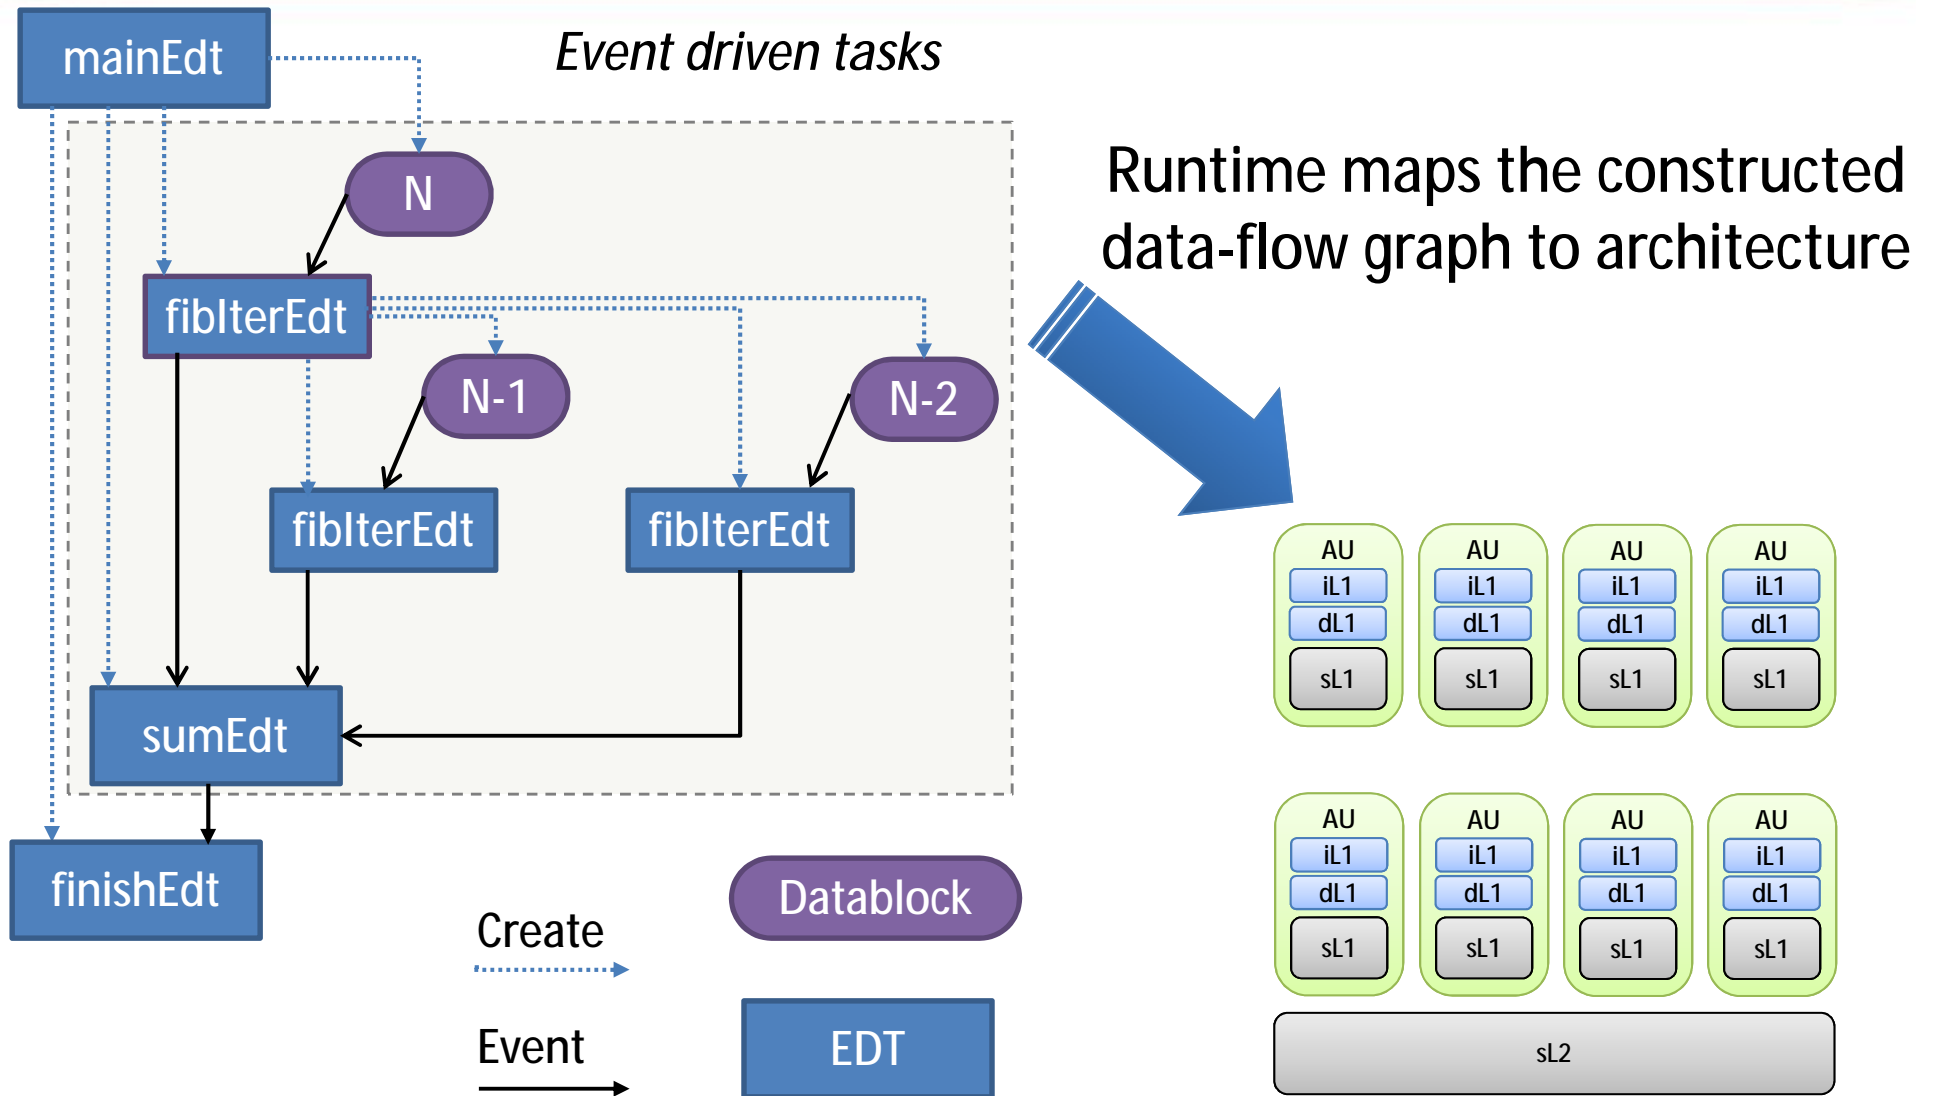 mainEdt
Event driven tasks
N
Runtime maps the constructed
data-flow graph to architecture
fibIterEdt
N-1
N-2
fibIterEdt
fibIterEdt
sumEdt
finishEdt
Create
Event
Datablock
EDT
AU AU AU AU
iL1 iL1 iL1 iL1
dL1 dL1 dL1 dL1
sL1 sL1 sL1 sL1
AU AU AU AU
iL1 iL1 iL1 iL1
dL1 dL1 dL1 dL1
sL1 sL1 sL1 sL1
sL2